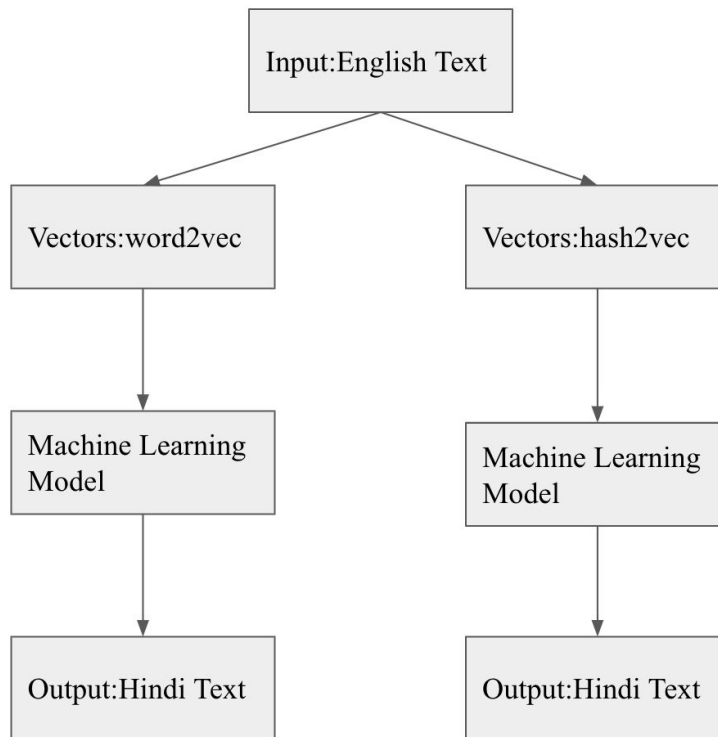 Input:English Text
Vectors:word2vec
Vectors:hash2vec
Machine Learning
Model
Machine Learning
Model
Output:Hindi Text
Output:Hindi Text